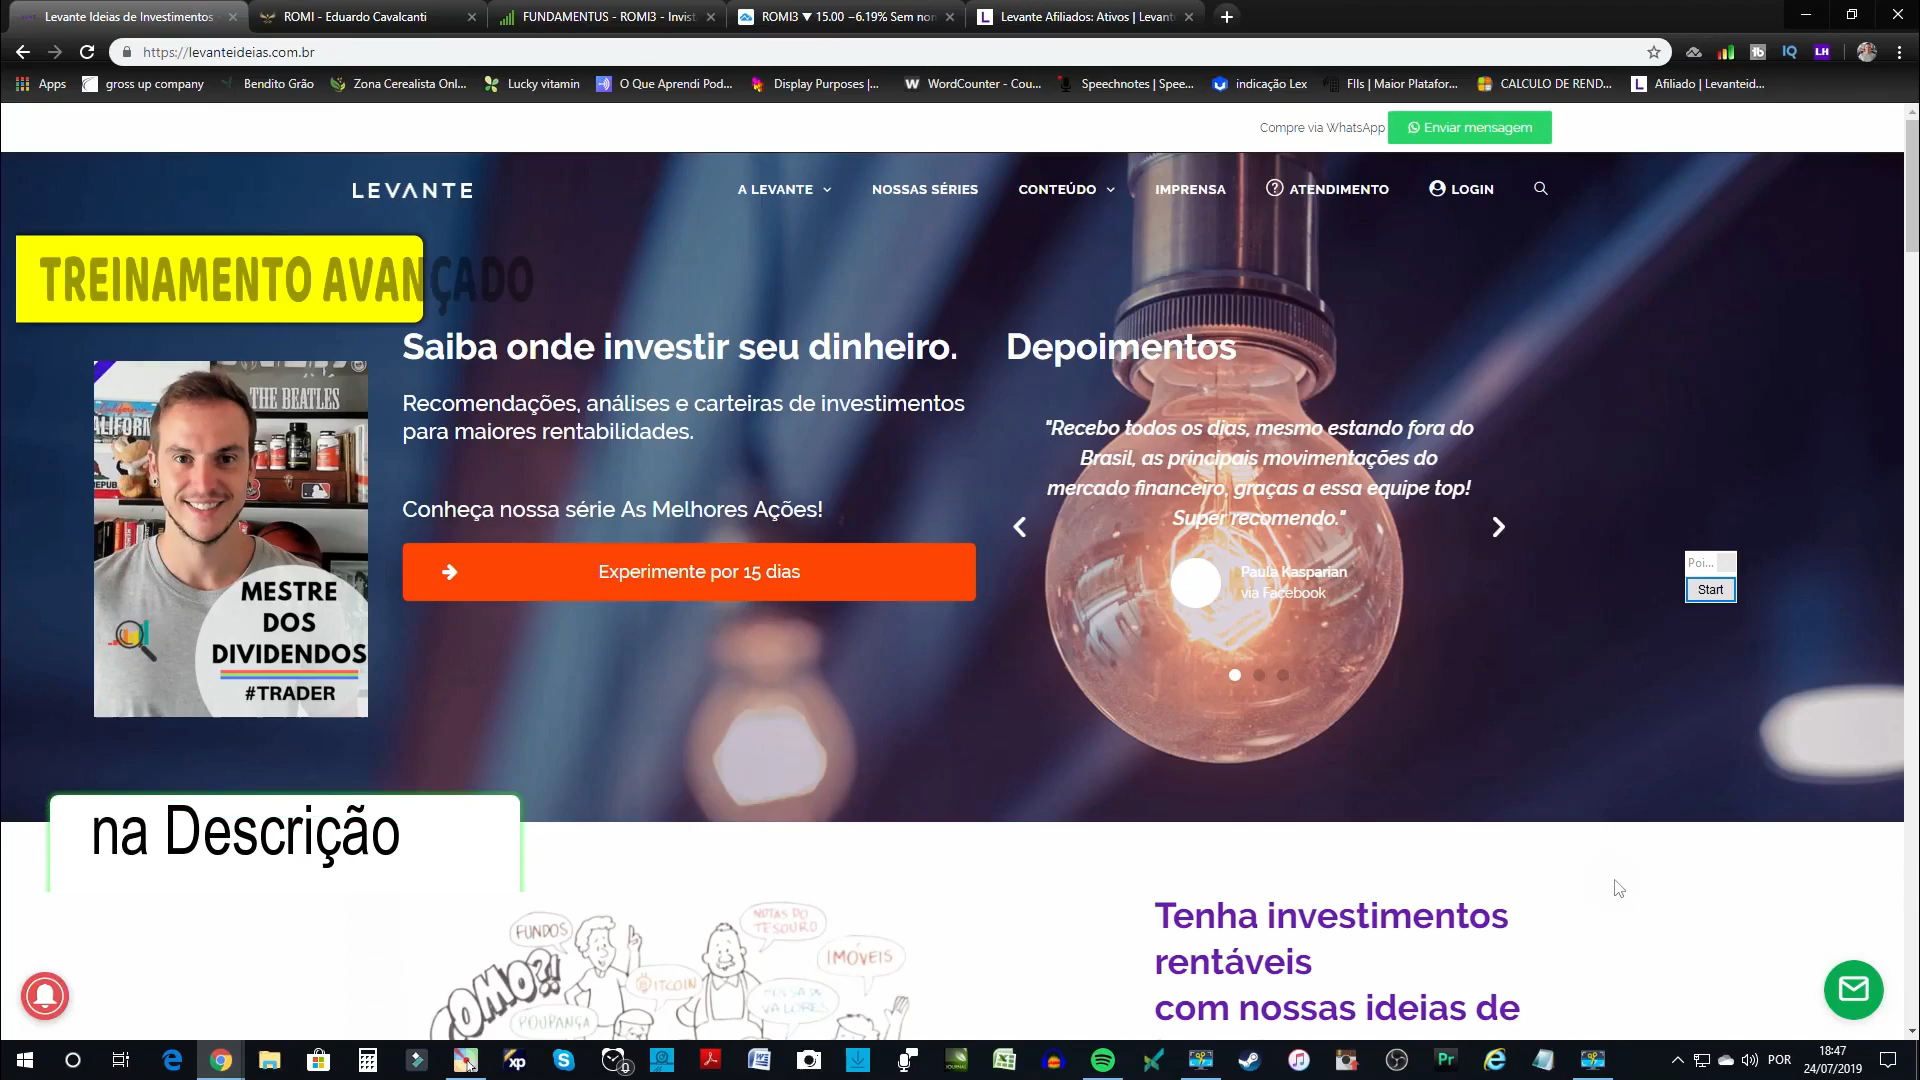 Levante Ideias de Investimentos
ROMI - Eduardo Cavalcanti
FUNDAMENTUS - ROMI3 - Invist
ROMI3 ▼ 15.00 −6.19% Sem nom
Levante Afiliados: Ativos | Levant
https://levanteideias.com.br
Apps
gross up company
Bendito Grão
Zona Cerealista Onl...
Lucky vitamin
O Que Aprendi Pod...
Display Purposes |...
WordCounter - Cou...
Speechnotes | Spee...
indicação Lex
FIIs | Maior Platafor...
CALCULO DE REND...
Afiliado | Levanteid...
Compre via WhatsApp
Enviar mensagem
LEVANTE
A LEVANTE
NOSSAS SÉRIES
CONTEÚDO
IMPRENSA
ATENDIMENTO
LOGIN
TREINAMENTO AVANÇADO
Saiba onde investir seu dinheiro.
Recomendações, análises e carteiras de investimentos
para maiores rentabilidades.
Conheça nossa série As Melhores Ações!
Experimente por 15 dias
Depoimentos
"Recebo todos os dias, mesmo estando fora do
Brasil, as principais movimentações do
mercado financeiro, graças a essa equipe top!
Super recomendo."
Paula Kasparian
via Facebook
Poi...
Start
THE BEATLES
MESTRE
DOS
DIVIDENDOS
#TRADER
na Descrição
FUNDOS
NOTAS DO
TESOURO
IMÓVEIS
COMO?!
BITCOIN
POUPANÇA
BOLSA DE
VALORES
Tenha investimentos
rentáveis
com nossas ideias de
POR
18:47
24/07/2019